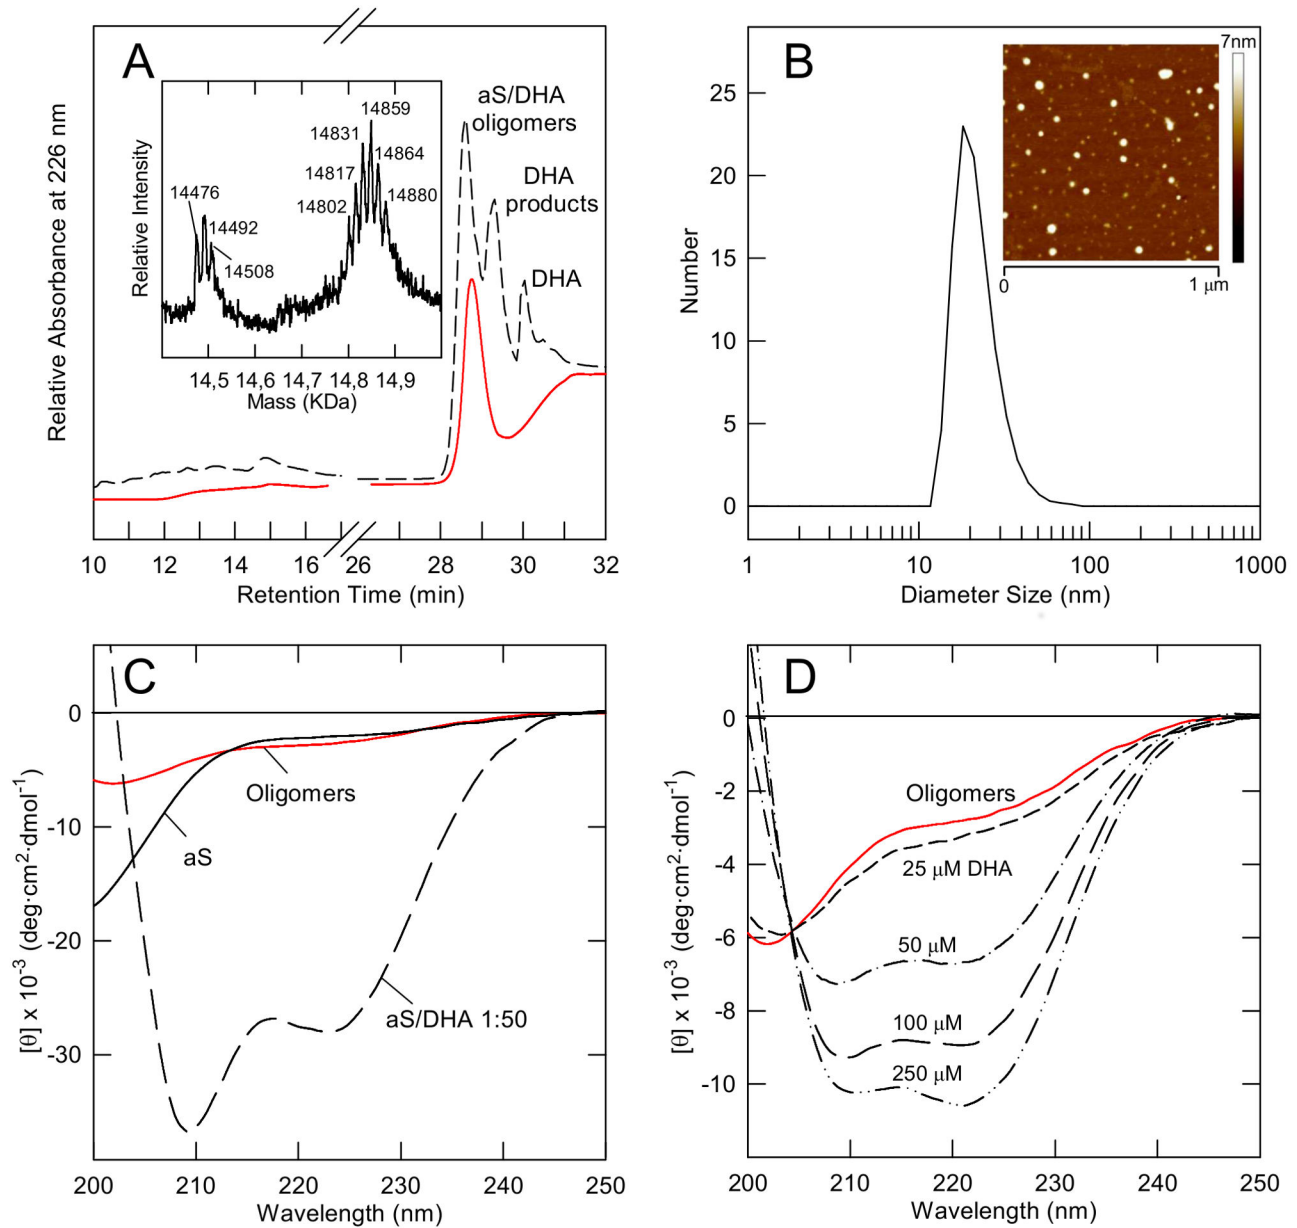 A
aS/DHA
oligomers
DHA
products
DHA
14859
14831
14864
14817
14880
14802
14476
14492
14508
Relative Intensity
14,5 14,6 14,7 14,8 14,9
Mass (KDa)
Relative Absorbance at 226 nm
10 12 14 16 26 28 30 32
Retention Time (min)
B
7nm
0 1 μm
25
20
15
10
5
0
Number
1 10 100 1000
Diameter Size (nm)
C
0
-10
-20
-30
[θ] x 10⁻³ (deg·cm²·dmol⁻¹)
Oligomers
aS
aS/DHA 1:50
200 210 220 230 240 250
Wavelength (nm)
D
0
-2
-4
-6
-8
-10
[θ] x 10⁻³ (deg·cm²·dmol⁻¹)
Oligomers
25 μM DHA
50 μM
100 μM
250 μM
200 210 220 230 240 250
Wavelength (nm)